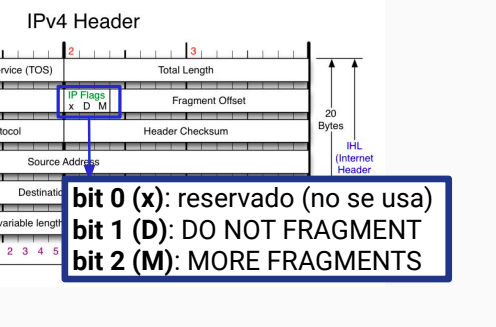 IPv4 Header
2 3
rvice (TOS) Total Length
IP Flags
x D M
Fragment Offset
20
Bytes
tocol Header Checksum
IHL
(Internet
Header
Source Address
Destinatio
variable length
2 3 4 5
bit 0 (x): reservado (no se usa)
bit 1 (D): DO NOT FRAGMENT
bit 2 (M): MORE FRAGMENTS